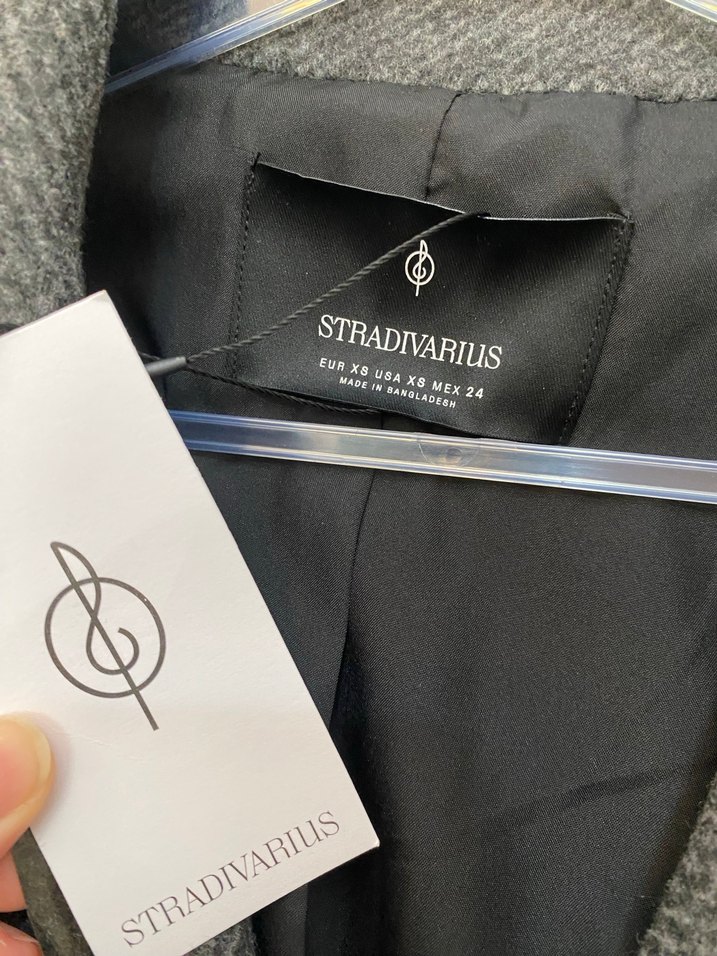 STRADIVARIUS
EUR XS USA XS MEX 24
MADE IN BANGLADESH
STRADIVARIUS